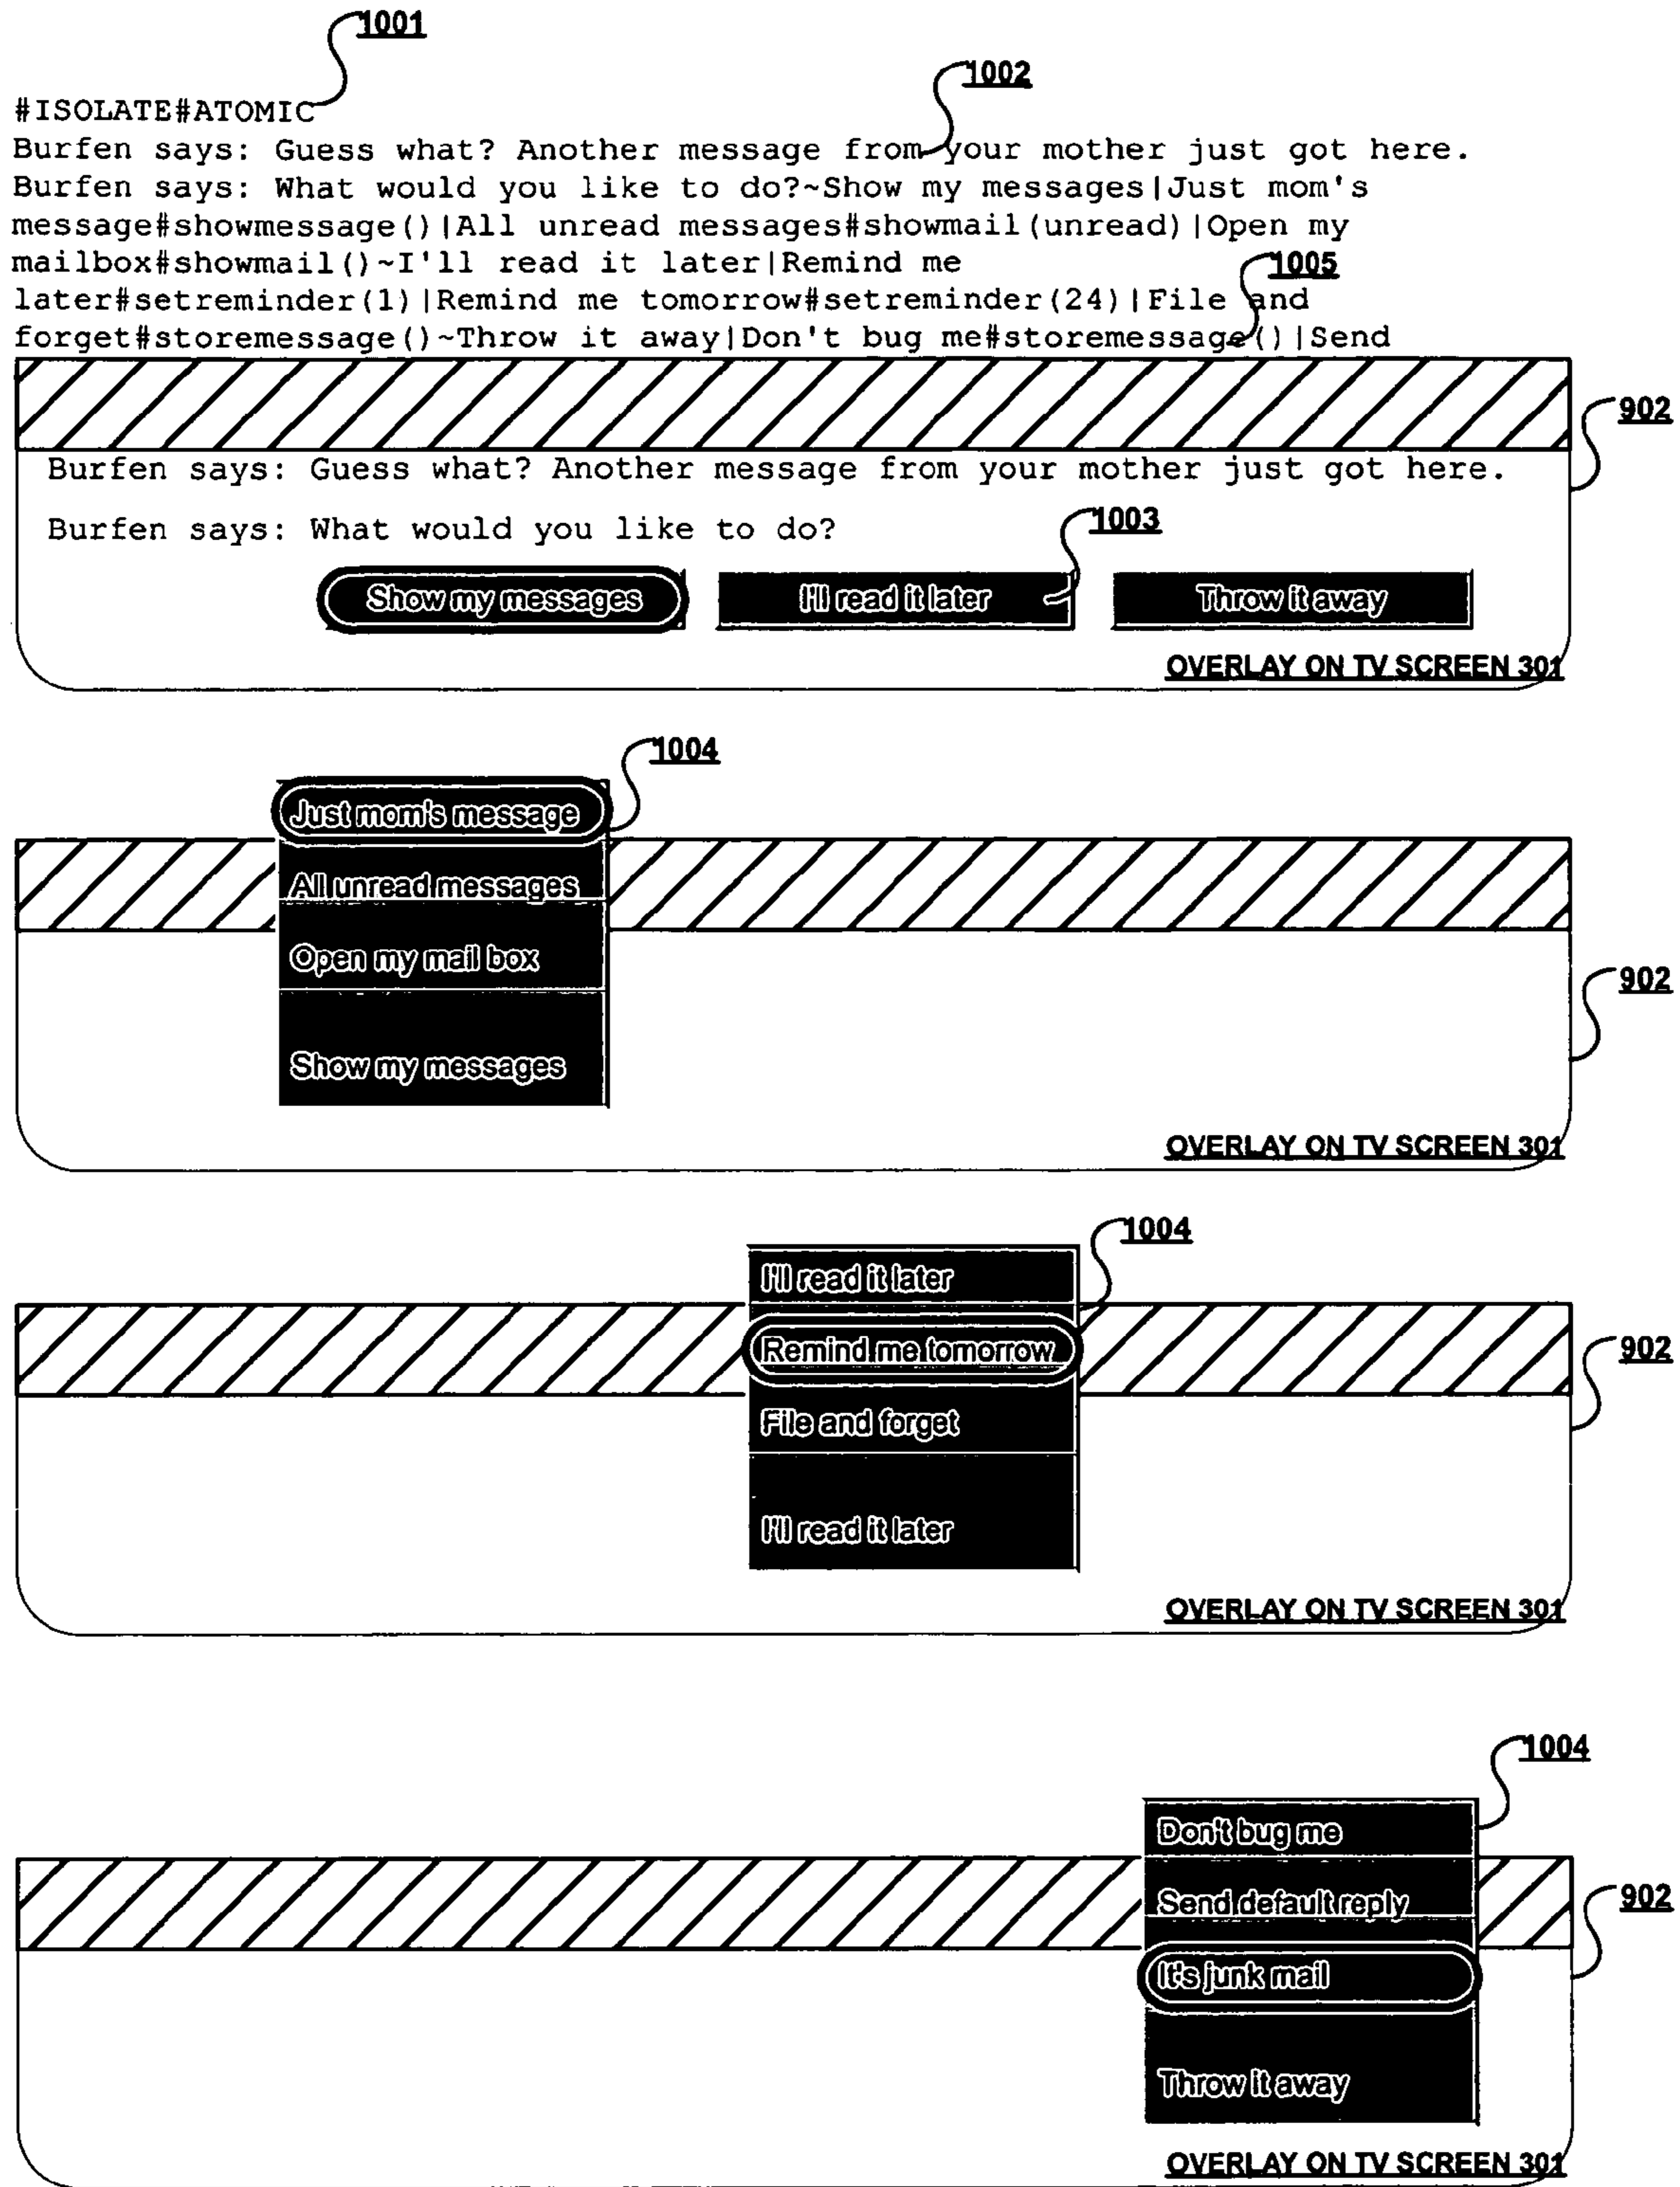 1001
1002
#ISOLATE#ATOMIC
Burfen says: Guess what? Another message from your mother just got here.
Burfen says: What would you like to do?~Show my messages|Just mom's
message#showmessage()|All unread messages#showmail(unread)|Open my
mailbox#showmail()~I'll read it later|Remind me
1005
later#setreminder(1)|Remind me tomorrow#setreminder(24)|File and
forget#storemessage()~Throw it away|Don't bug me#storemessage()|Send
902
Burfen says: Guess what? Another message from your mother just got here.
1003
Burfen says: What would you like to do?
Show my messages I'll read it later Throw it away
OVERLAY ON TV SCREEN 301
1004
Just mom's message
All unread messages
Open my mail box
902
Show my messages
OVERLAY ON TV SCREEN 301
1004
I'll read it later
Remind me tomorrow
902
File and forget
I'll read it later
OVERLAY ON TV SCREEN 301
1004
Don't bug me
Send default reply
902
It's junk mail
Throw it away
OVERLAY ON TV SCREEN 301